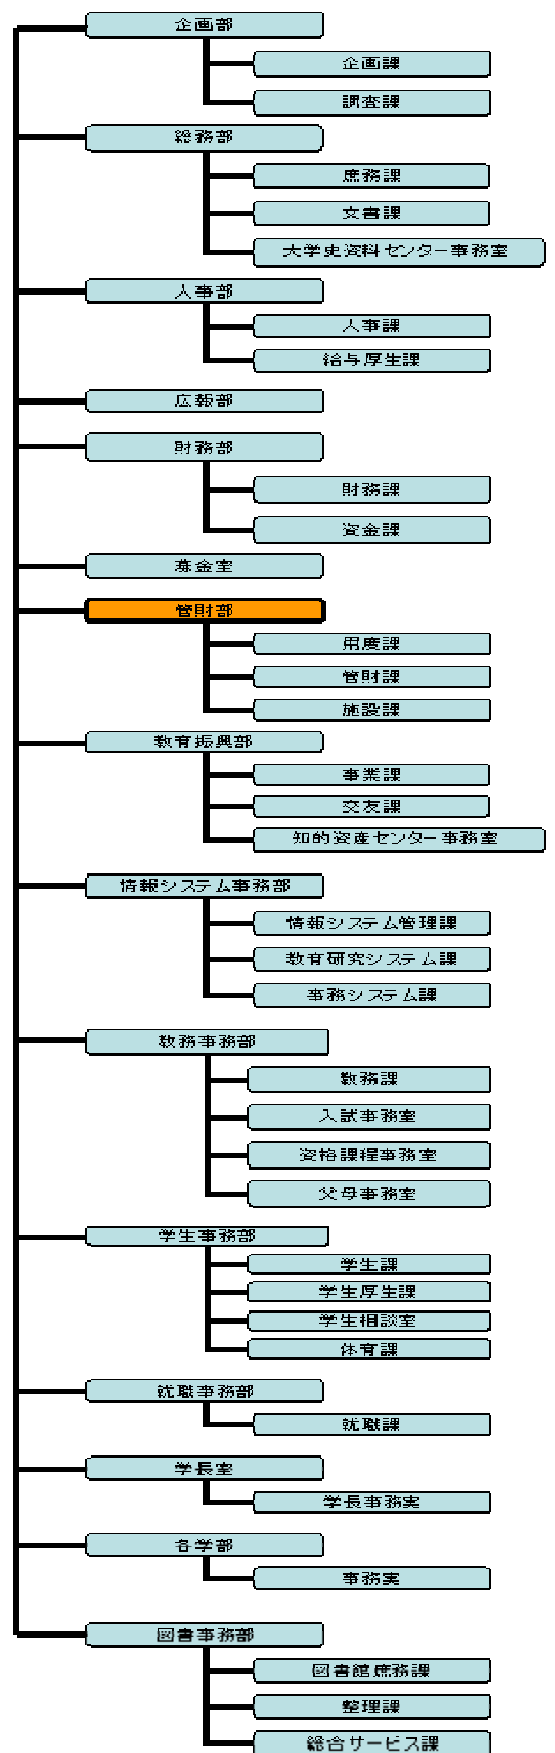 企画部
企画課
調査課
総務部
庶務課
文書課
大学史資料センター事務室
人事部
人事課
給与厚生課
広報部
財務部
財務課
資金課
募金室
管財部
用度課
管財課
施設課
教育振興部
事業課
交友課
知的資産センター事務室
情報システム事務部
情報システム管理課
教育研究システム課
事務システム課
教務事務部
教務課
入試事務室
資格課程事務室
父母事務室
学生事務部
学生課
学生厚生課
学生相談室
体育課
就職事務部
就職課
学長室
学長事務実
各学部
事務実
図書事務部
図書館庶務課
整理課
総合サービス課